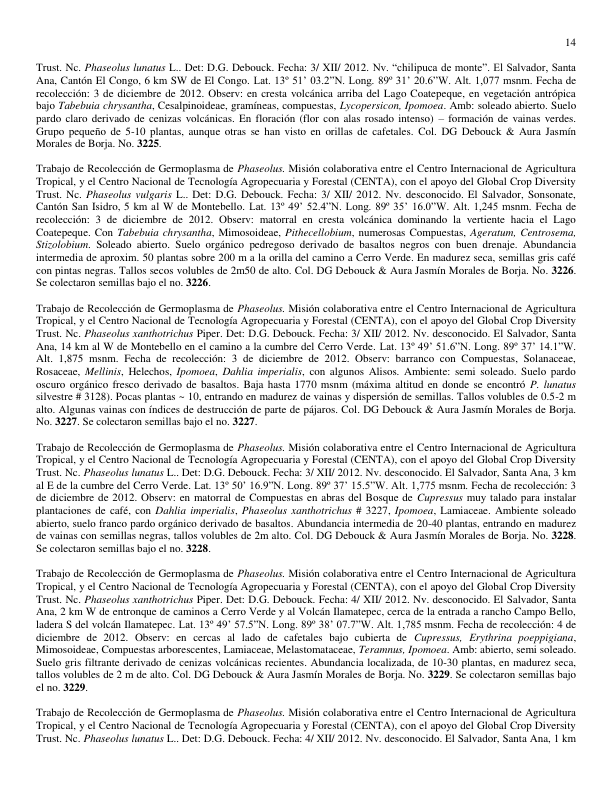 14
Trust. Nc. Phaseolus lunatus L.. Det: D.G. Debouck. Fecha: 3/ XII/ 2012. Nv. “chilipuca de monte”. El Salvador, Santa
Ana, Cantón El Congo, 6 km SW de El Congo. Lat. 13º 51’ 03.2”N. Long. 89º 31’ 20.6”W. Alt. 1,077 msnm. Fecha de
recolección: 3 de diciembre de 2012. Observ: en cresta volcánica arriba del Lago Coatepeque, en vegetación antrópica
bajo Tabebuia chrysantha, Cesalpinoideae, gramíneas, compuestas, Lycopersicon, Ipomoea. Amb: soleado abierto. Suelo
pardo claro derivado de cenizas volcánicas. En floración (flor con alas rosado intenso) – formación de vainas verdes.
Grupo pequeño de 5-10 plantas, aunque otras se han visto en orillas de cafetales. Col. DG Debouck & Aura Jasmín
Morales de Borja. No. 3225.
Trabajo de Recolección de Germoplasma de Phaseolus. Misión colaborativa entre el Centro Internacional de Agricultura
Tropical, y el Centro Nacional de Tecnología Agropecuaria y Forestal (CENTA), con el apoyo del Global Crop Diversity
Trust. Nc. Phaseolus vulgaris L.. Det: D.G. Debouck. Fecha: 3/ XII/ 2012. Nv. desconocido. El Salvador, Sonsonate,
Cantón San Isidro, 5 km al W de Montebello. Lat. 13º 49’ 52.4”N. Long. 89º 35’ 16.0”W. Alt. 1,245 msnm. Fecha de
recolección: 3 de diciembre de 2012. Observ: matorral en cresta volcánica dominando la vertiente hacia el Lago
Coatepeque. Con Tabebuia chrysantha, Mimosoideae, Pithecellobium, numerosas Compuestas, Ageratum, Centrosema,
Stizolobium. Soleado abierto. Suelo orgánico pedregoso derivado de basaltos negros con buen drenaje. Abundancia
intermedia de aproxim. 50 plantas sobre 200 m a la orilla del camino a Cerro Verde. En madurez seca, semillas gris café
con pintas negras. Tallos secos volubles de 2m50 de alto. Col. DG Debouck & Aura Jasmín Morales de Borja. No. 3226.
Se colectaron semillas bajo el no. 3226.
Trabajo de Recolección de Germoplasma de Phaseolus. Misión colaborativa entre el Centro Internacional de Agricultura
Tropical, y el Centro Nacional de Tecnología Agropecuaria y Forestal (CENTA), con el apoyo del Global Crop Diversity
Trust. Nc. Phaseolus xanthotrichus Piper. Det: D.G. Debouck. Fecha: 3/ XII/ 2012. Nv. desconocido. El Salvador, Santa
Ana, 14 km al W de Montebello en el camino a la cumbre del Cerro Verde. Lat. 13º 49’ 51.6”N. Long. 89º 37’ 14.1”W.
Alt. 1,875 msnm. Fecha de recolección: 3 de diciembre de 2012. Observ: barranco con Compuestas, Solanaceae,
Rosaceae, Mellinis, Helechos, Ipomoea, Dahlia imperialis, con algunos Alisos. Ambiente: semi soleado. Suelo pardo
oscuro orgánico fresco derivado de basaltos. Baja hasta 1770 msnm (máxima altitud en donde se encontró P. lunatus
silvestre # 3128). Pocas plantas ~ 10, entrando en madurez de vainas y dispersión de semillas. Tallos volubles de 0.5-2 m
alto. Algunas vainas con índices de destrucción de parte de pájaros. Col. DG Debouck & Aura Jasmín Morales de Borja.
No. 3227. Se colectaron semillas bajo el no. 3227.
Trabajo de Recolección de Germoplasma de Phaseolus. Misión colaborativa entre el Centro Internacional de Agricultura
Tropical, y el Centro Nacional de Tecnología Agropecuaria y Forestal (CENTA), con el apoyo del Global Crop Diversity
Trust. Nc. Phaseolus lunatus L.. Det: D.G. Debouck. Fecha: 3/ XII/ 2012. Nv. desconocido. El Salvador, Santa Ana, 3 km
al E de la cumbre del Cerro Verde. Lat. 13º 50’ 16.9”N. Long. 89º 37’ 15.5”W. Alt. 1,775 msnm. Fecha de recolección: 3
de diciembre de 2012. Observ: en matorral de Compuestas en abras del Bosque de Cupressus muy talado para instalar
plantaciones de café, con Dahlia imperialis, Phaseolus xanthotrichus # 3227, Ipomoea, Lamiaceae. Ambiente soleado
abierto, suelo franco pardo orgánico derivado de basaltos. Abundancia intermedia de 20-40 plantas, entrando en madurez
de vainas con semillas negras, tallos volubles de 2m alto. Col. DG Debouck & Aura Jasmín Morales de Borja. No. 3228.
Se colectaron semillas bajo el no. 3228.
Trabajo de Recolección de Germoplasma de Phaseolus. Misión colaborativa entre el Centro Internacional de Agricultura
Tropical, y el Centro Nacional de Tecnología Agropecuaria y Forestal (CENTA), con el apoyo del Global Crop Diversity
Trust. Nc. Phaseolus xanthotrichus Piper. Det: D.G. Debouck. Fecha: 4/ XII/ 2012. Nv. desconocido. El Salvador, Santa
Ana, 2 km W de entronque de caminos a Cerro Verde y al Volcán Ilamatepec, cerca de la entrada a rancho Campo Bello,
ladera S del volcán Ilamatepec. Lat. 13º 49’ 57.5”N. Long. 89º 38’ 07.7”W. Alt. 1,785 msnm. Fecha de recolección: 4 de
diciembre de 2012. Observ: en cercas al lado de cafetales bajo cubierta de Cupressus, Erythrina poeppigiana,
Mimosoideae, Compuestas arborescentes, Lamiaceae, Melastomataceae, Teramnus, Ipomoea. Amb: abierto, semi soleado.
Suelo gris filtrante derivado de cenizas volcánicas recientes. Abundancia localizada, de 10-30 plantas, en madurez seca,
tallos volubles de 2 m de alto. Col. DG Debouck & Aura Jasmín Morales de Borja. No. 3229. Se colectaron semillas bajo
el no. 3229.
Trabajo de Recolección de Germoplasma de Phaseolus. Misión colaborativa entre el Centro Internacional de Agricultura
Tropical, y el Centro Nacional de Tecnología Agropecuaria y Forestal (CENTA), con el apoyo del Global Crop Diversity
Trust. Nc. Phaseolus lunatus L.. Det: D.G. Debouck. Fecha: 4/ XII/ 2012. Nv. desconocido. El Salvador, Santa Ana, 1 km